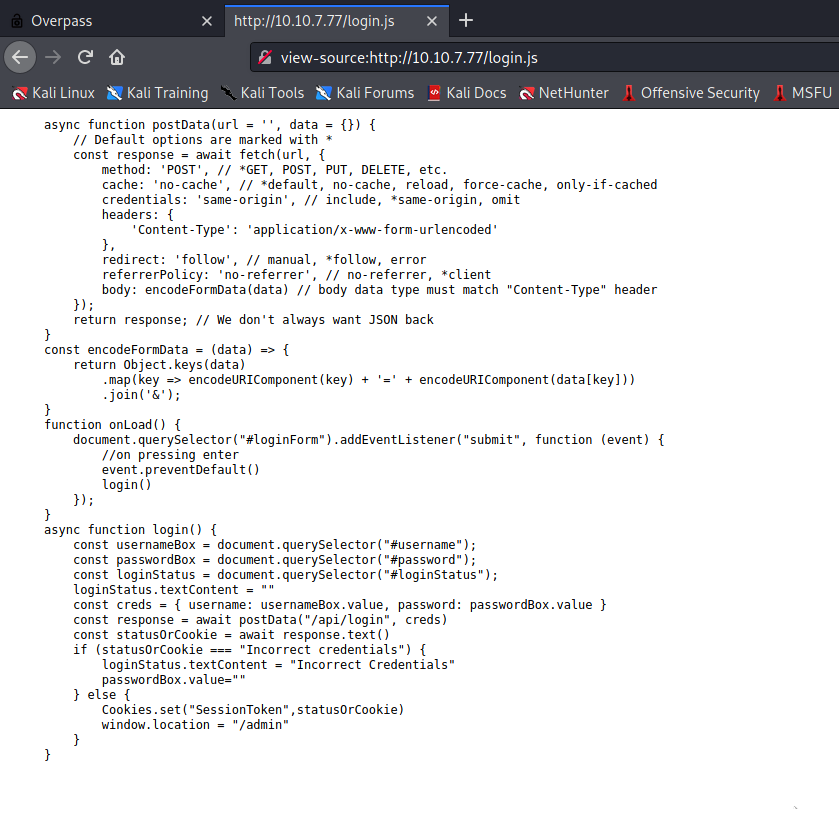 Overpass
http://10.10.7.77/login.js
view-source:http://10.10.7.77/login.js
Kali Linux Kali Training Kali Tools Kali Forums Kali Docs NetHunter Offensive Security MSFU
async function postData(url = '', data = {}) {
    // Default options are marked with *
    const response = await fetch(url, {
        method: 'POST', // *GET, POST, PUT, DELETE, etc.
        cache: 'no-cache', // *default, no-cache, reload, force-cache, only-if-cached
        credentials: 'same-origin', // include, *same-origin, omit
        headers: {
            'Content-Type': 'application/x-www-form-urlencoded'
        },
        redirect: 'follow', // manual, *follow, error
        referrerPolicy: 'no-referrer', // no-referrer, *client
        body: encodeFormData(data) // body data type must match "Content-Type" header
    });
    return response; // We don't always want JSON back
}
const encodeFormData = (data) => {
    return Object.keys(data)
        .map(key => encodeURIComponent(key) + '=' + encodeURIComponent(data[key]))
        .join('&');
}
function onLoad() {
    document.querySelector("#loginForm").addEventListener("submit", function (event) {
        //on pressing enter
        event.preventDefault()
        login()
    });
}
async function login() {
    const usernameBox = document.querySelector("#username");
    const passwordBox = document.querySelector("#password");
    const loginStatus = document.querySelector("#loginStatus");
    loginStatus.textContent = ""
    const creds = { username: usernameBox.value, password: passwordBox.value }
    const response = await postData("/api/login", creds)
    const statusOrCookie = await response.text()
    if (statusOrCookie === "Incorrect credentials") {
        loginStatus.textContent = "Incorrect Credentials"
        passwordBox.value=""
    } else {
        Cookies.set("SessionToken",statusOrCookie)
        window.location = "/admin"
    }
}